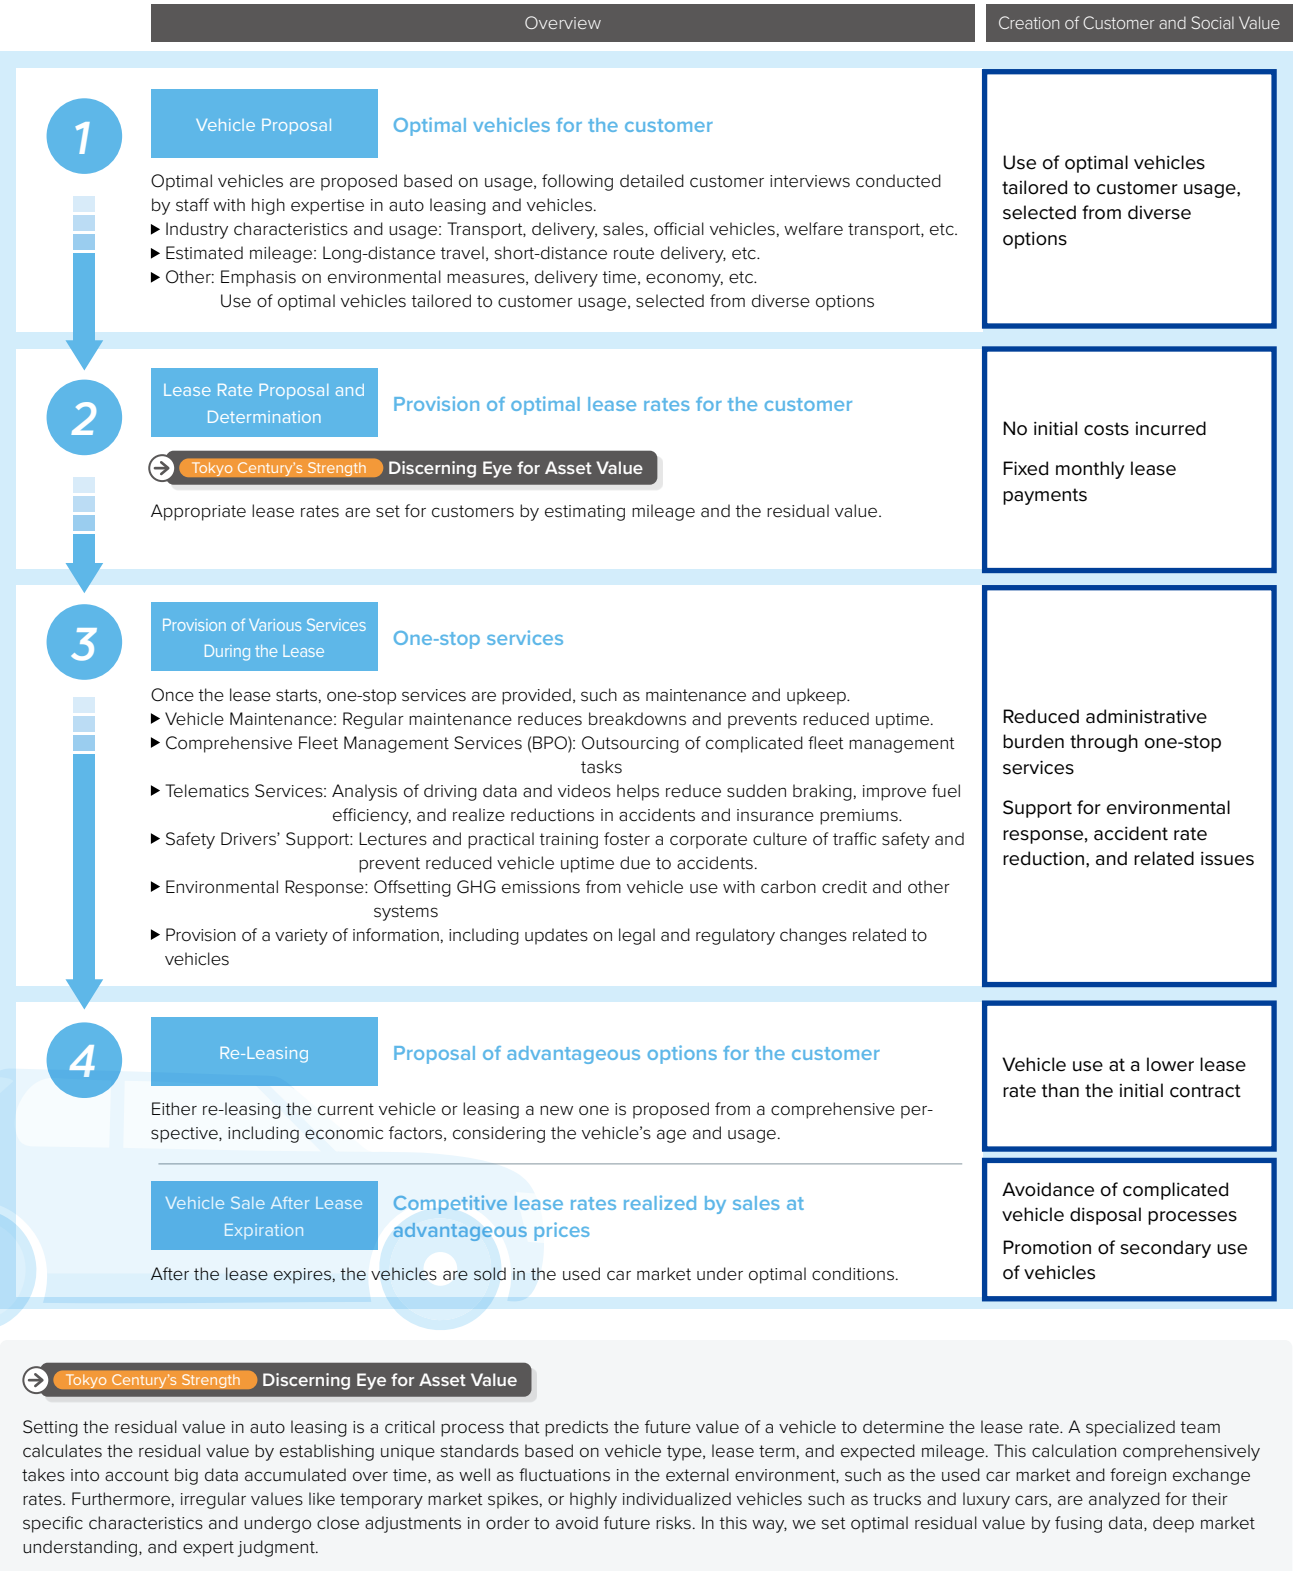 Overview
Creation of Customer and Social Value
1
Vehicle Proposal
Optimal vehicles for the customer
Optimal vehicles are proposed based on usage, following detailed customer interviews conducted
by staff with high expertise in auto leasing and vehicles.
▶ Industry characteristics and usage: Transport, delivery, sales, official vehicles, welfare transport, etc.
▶ Estimated mileage: Long-distance travel, short-distance route delivery, etc.
▶ Other: Emphasis on environmental measures, delivery time, economy, etc.
Use of optimal vehicles tailored to customer usage, selected from diverse options
Use of optimal vehicles
tailored to customer usage,
selected from diverse
options
2
Lease Rate Proposal and
Determination
Provision of optimal lease rates for the customer
Tokyo Century's Strength Discerning Eye for Asset Value
Appropriate lease rates are set for customers by estimating mileage and the residual value.
No initial costs incurred
Fixed monthly lease
payments
3
Provision of Various Services
During the Lease
One-stop services
Once the lease starts, one-stop services are provided, such as maintenance and upkeep.
▶ Vehicle Maintenance: Regular maintenance reduces breakdowns and prevents reduced uptime.
▶ Comprehensive Fleet Management Services (BPO): Outsourcing of complicated fleet management
tasks
▶ Telematics Services: Analysis of driving data and videos helps reduce sudden braking, improve fuel
efficiency, and realize reductions in accidents and insurance premiums.
▶ Safety Drivers' Support: Lectures and practical training foster a corporate culture of traffic safety and
prevent reduced vehicle uptime due to accidents.
▶ Environmental Response: Offsetting GHG emissions from vehicle use with carbon credit and other
systems
▶ Provision of a variety of information, including updates on legal and regulatory changes related to
vehicles
Reduced administrative
burden through one-stop
services
Support for environmental
response, accident rate
reduction, and related issues
4
Re-Leasing
Proposal of advantageous options for the customer
Either re-leasing the current vehicle or leasing a new one is proposed from a comprehensive per-
spective, including economic factors, considering the vehicle's age and usage.
Vehicle use at a lower lease
rate than the initial contract
Vehicle Sale After Lease
Expiration
Competitive lease rates realized by sales at
advantageous prices
After the lease expires, the vehicles are sold in the used car market under optimal conditions.
Avoidance of complicated
vehicle disposal processes
Promotion of secondary use
of vehicles
Tokyo Century's Strength Discerning Eye for Asset Value
Setting the residual value in auto leasing is a critical process that predicts the future value of a vehicle to determine the lease rate. A specialized team
calculates the residual value by establishing unique standards based on vehicle type, lease term, and expected mileage. This calculation comprehensively
takes into account big data accumulated over time, as well as fluctuations in the external environment, such as the used car market and foreign exchange
rates. Furthermore, irregular values like temporary market spikes, or highly individualized vehicles such as trucks and luxury cars, are analyzed for their
specific characteristics and undergo close adjustments in order to avoid future risks. In this way, we set optimal residual value by fusing data, deep market
understanding, and expert judgment.